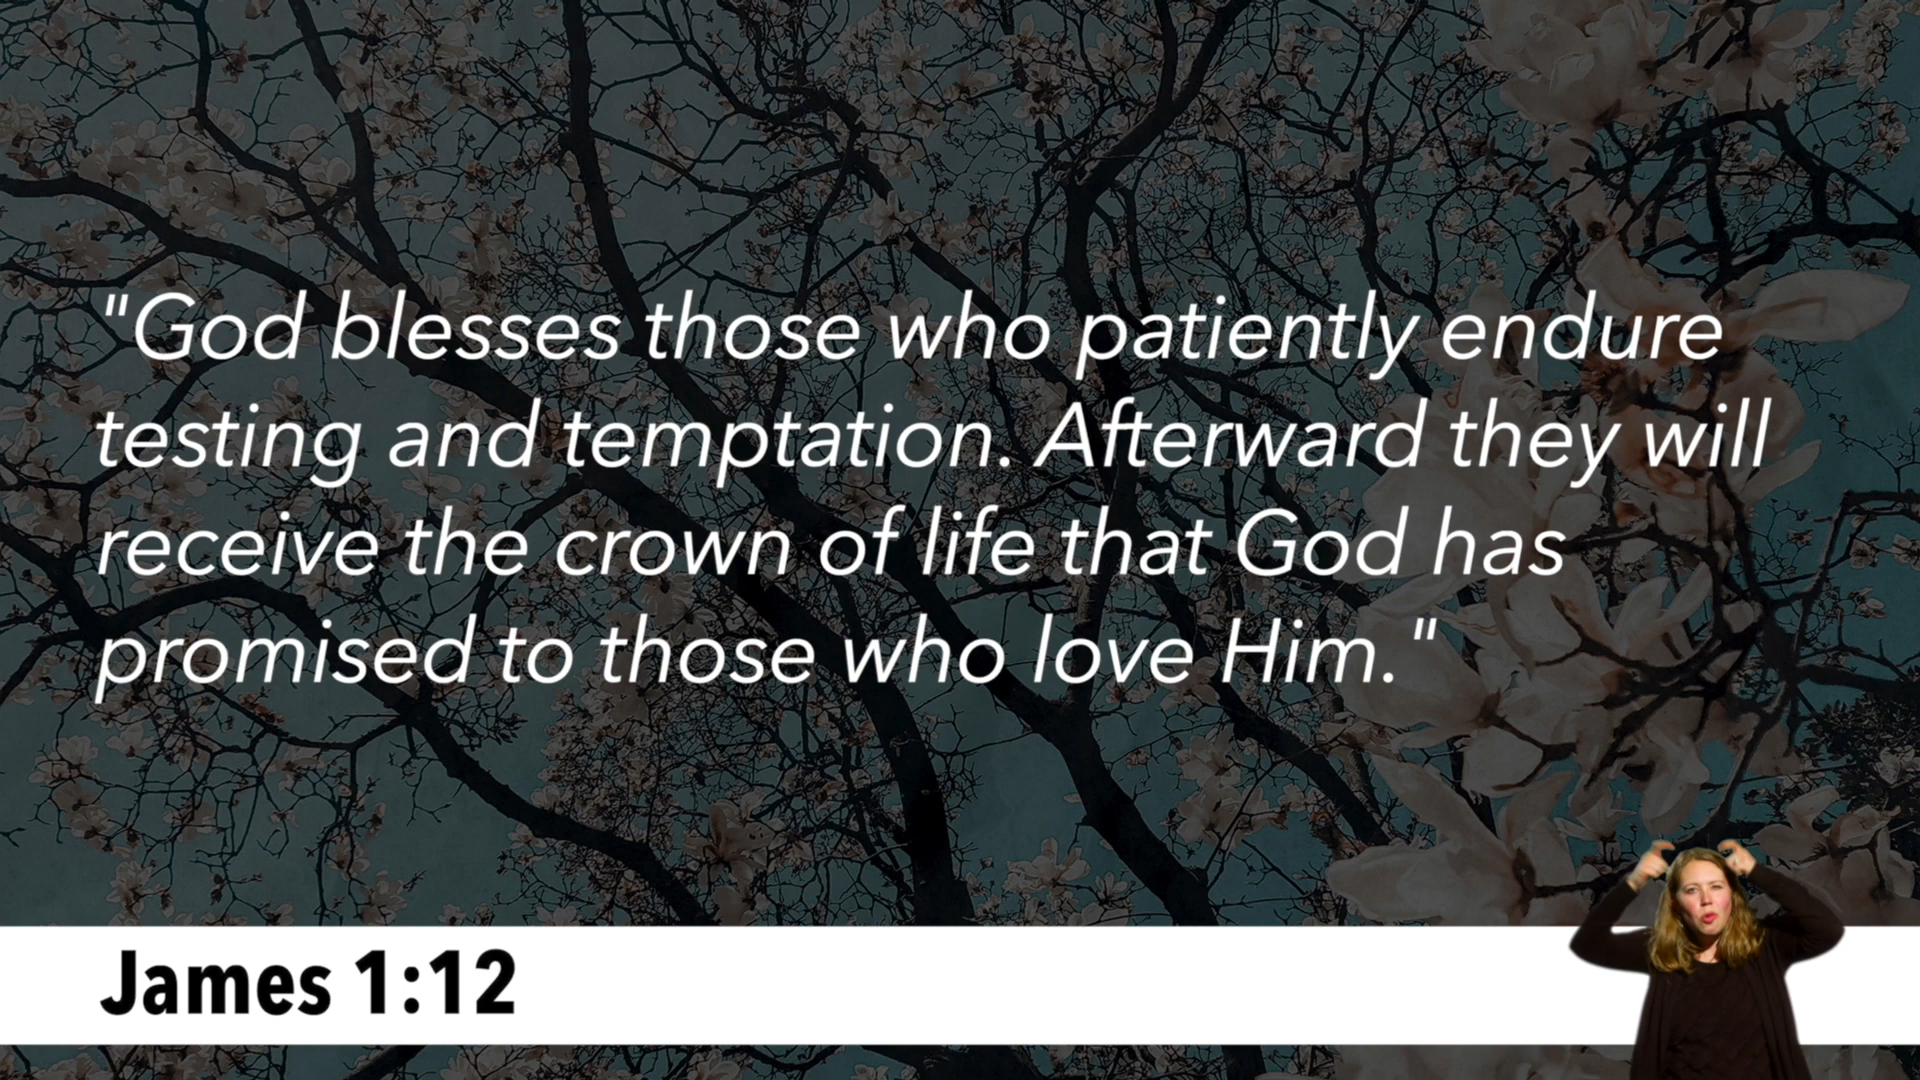 "God blesses those who patiently endure
testing and temptation. Afterward they will
receive the crown of life that God has
promised to those who love Him."
James 1:12